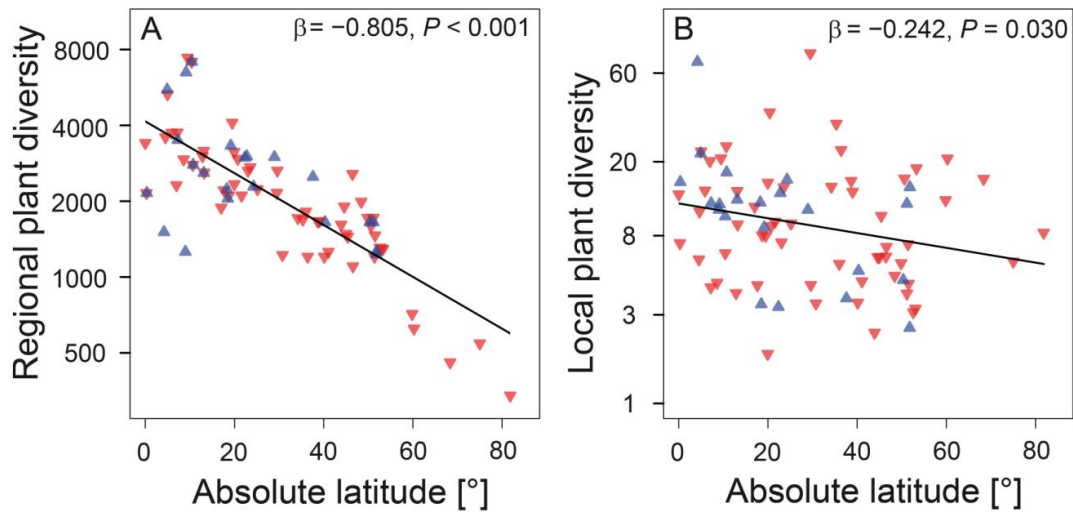 A
β = −0.805, P < 0.001
Regional plant diversity
8000
4000
2000
1000
500
0
20
40
60
80
Absolute latitude [°]
B
β = −0.242, P = 0.030
Local plant diversity
60
20
8
3
1
0
20
40
60
80
Absolute latitude [°]